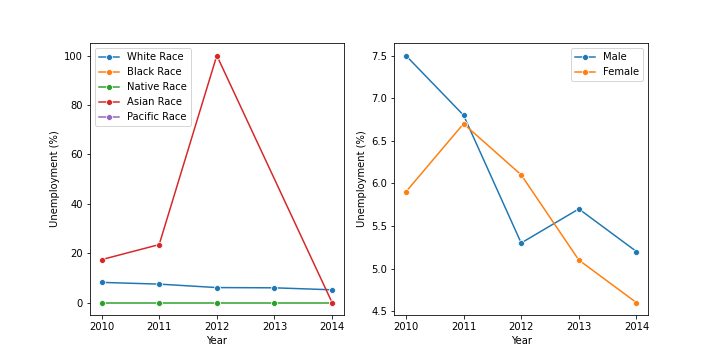 100
80
60
40
20
0
Unemployment (%)
2010 2011 2012 2013 2014
Year
White Race
Black Race
Native Race
Asian Race
Pacific Race
7.5
7.0
6.5
6.0
5.5
5.0
4.5
Unemployment (%)
2010 2011 2012 2013 2014
Year
Male
Female